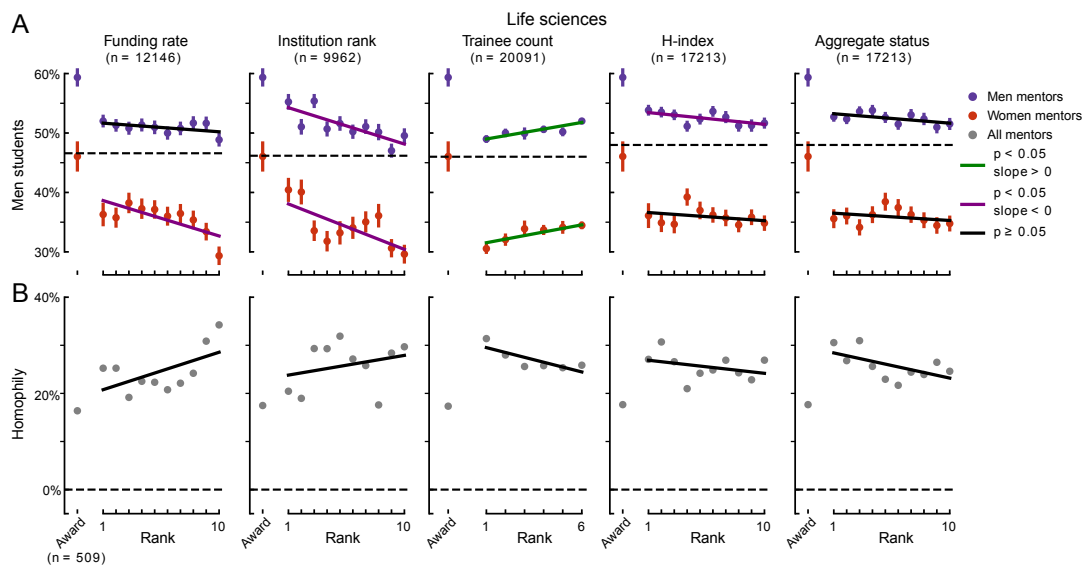 Life sciences
A
Funding rate
(n = 12146)
Institution rank
(n = 9962)
Trainee count
(n = 20091)
H-index
(n = 17213)
Aggregate status
(n = 17213)
Men students
60%
50%
40%
30%
Men mentors
Women mentors
All mentors
p < 0.05
slope > 0
p < 0.05
slope < 0
p ≥ 0.05
B
Homophily
40%
20%
0%
Award
1
10
Rank
(n = 509)
Award
1
10
Rank
Award
1
6
Rank
Award
1
10
Rank
Award
1
10
Rank